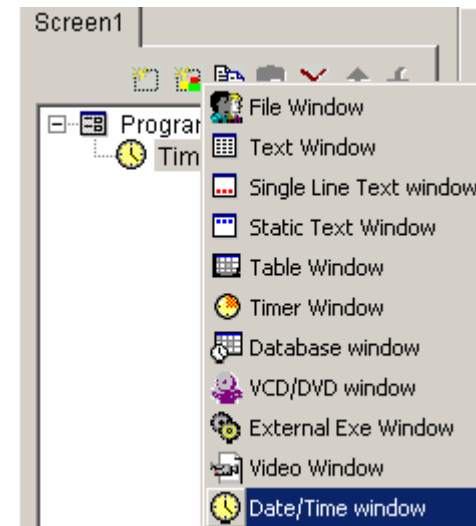 Screen1
File Window
Program
Text Window
Tim
Single Line Text window
Static Text Window
Table Window
Timer Window
Database window
VCD/DVD window
External Exe Window
Video Window
Date/Time window